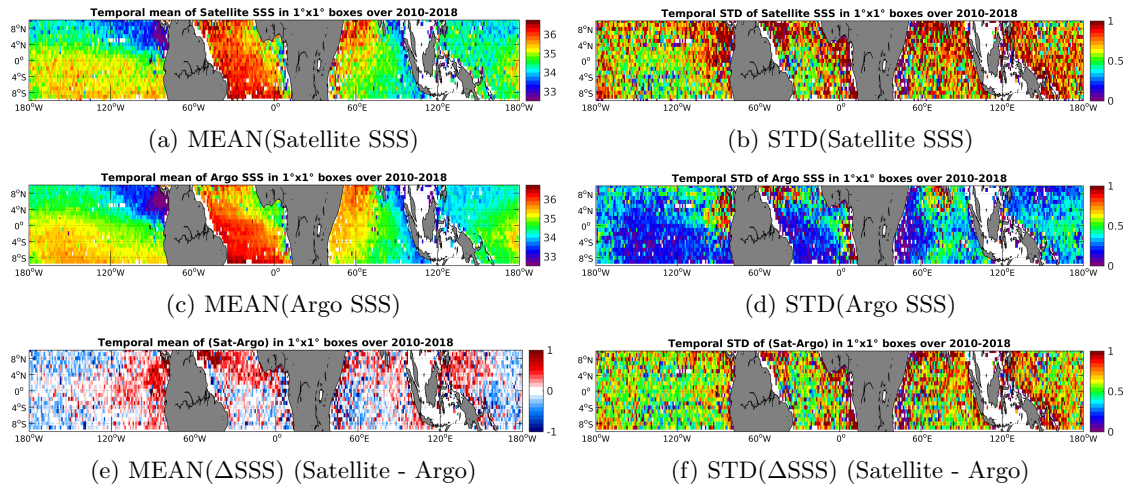 Temporal mean of Satellite SSS in 1°x1° boxes over 2010-2018
8°N
4°N
0°
4°S
8°S
180°W 120°W 60°W 0° 60°E 120°E 180°W
36
35
34
33
(a) MEAN(Satellite SSS)
Temporal STD of Satellite SSS in 1°x1° boxes over 2010-2018
8°N
4°N
0°
4°S
8°S
180°W 120°W 60°W 0° 60°E 120°E 180°W
1
0.5
0
(b) STD(Satellite SSS)
Temporal mean of Argo SSS in 1°x1° boxes over 2010-2018
8°N
4°N
0°
4°S
8°S
180°W 120°W 60°W 0° 60°E 120°E 180°W
36
35
34
33
(c) MEAN(Argo SSS)
Temporal STD of Argo SSS in 1°x1° boxes over 2010-2018
8°N
4°N
0°
4°S
8°S
180°W 120°W 60°W 0° 60°E 120°E 180°W
1
0.5
0
(d) STD(Argo SSS)
Temporal mean of (Sat-Argo) in 1°x1° boxes over 2010-2018
8°N
4°N
0°
4°S
8°S
180°W 120°W 60°W 0° 60°E 120°E 180°W
1
0
-1
(e) MEAN(ΔSSS) (Satellite - Argo)
Temporal STD of (Sat-Argo) in 1°x1° boxes over 2010-2018
8°N
4°N
0°
4°S
8°S
180°W 120°W 60°W 0° 60°E 120°E 180°W
1
0.5
0
(f) STD(ΔSSS) (Satellite - Argo)